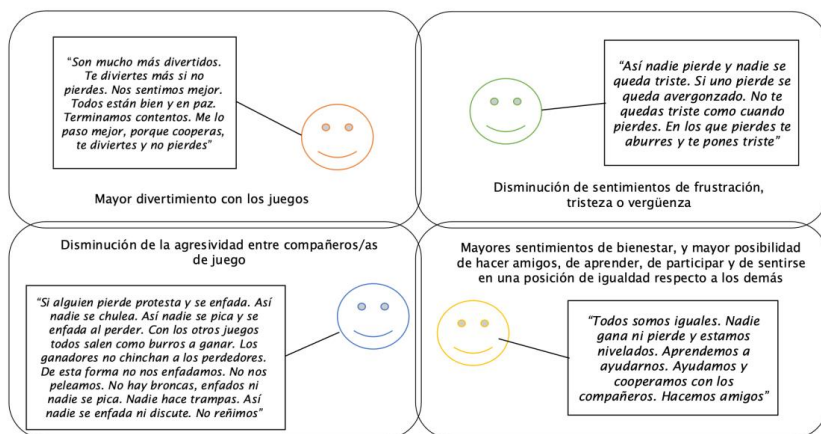 “Son mucho más divertidos.
Te diviertes más si no
pierdes. Nos sentimos mejor.
Todos están bien y en paz.
Terminamos contentos. Me lo
paso mejor, porque cooperas,
te diviertes y no pierdes”
Mayor divertimiento con los juegos
“Así nadie pierde y nadie se
queda triste. Si uno pierde se
queda avergonzado. No te
quedas triste como cuando
pierdes. En los que pierdes te
aburres y te pones triste”
Disminución de sentimientos de frustración,
tristeza o vergüenza
Disminución de la agresividad entre compañeros/as
de juego
“Si alguien pierde protesta y se enfada. Así
nadie se chulea. Así nadie se pica y se
enfada al perder. Con los otros juegos
todos salen como burros a ganar. Los
ganadores no chinchan a los perdedores.
De esta forma no nos enfadamos. No nos
peleamos. No hay broncas, enfados ni
nadie se pica. Nadie hace trampas. Así
nadie se enfada ni discute. No reñimos”
Mayores sentimientos de bienestar, y mayor posibilidad
de hacer amigos, de aprender, de participar y de sentirse
en una posición de igualdad respecto a los demás
“Todos somos iguales. Nadie
gana ni pierde y estamos
nivelados. Aprendemos a
ayudarnos. Ayudamos y
cooperamos con los
compañeros. Hacemos amigos”